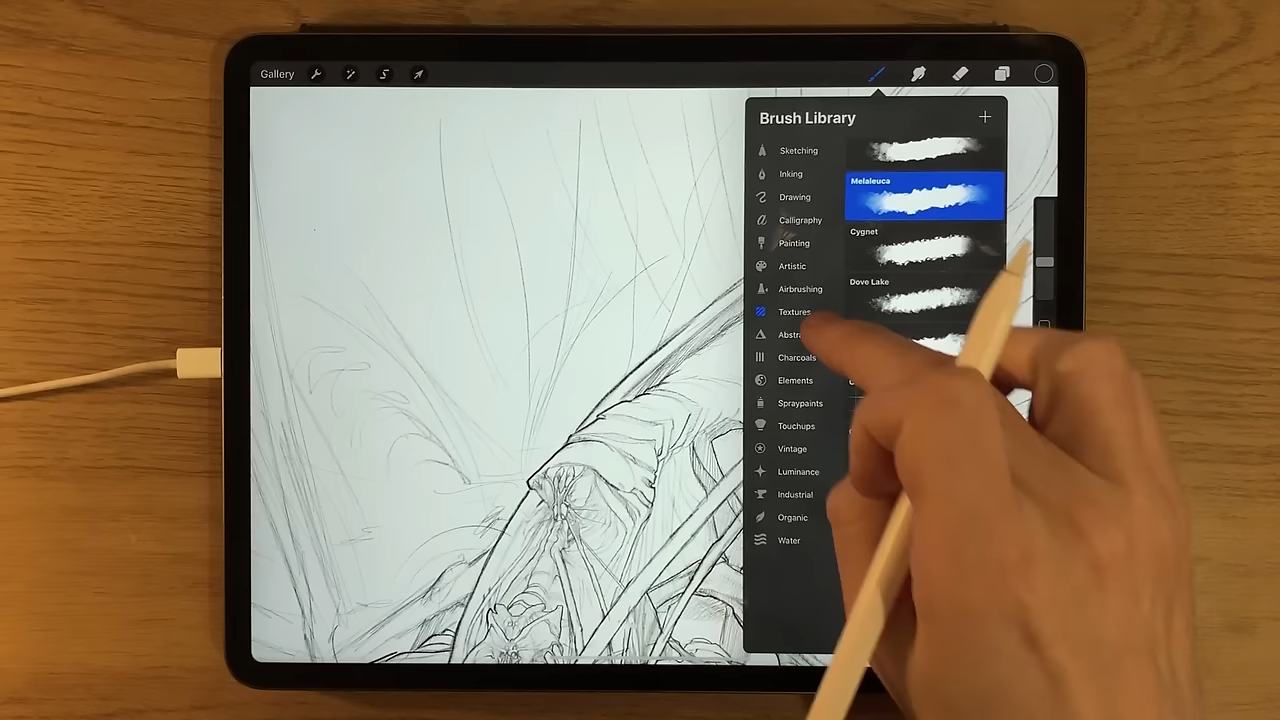 Gallery
Brush Library
Sketching
Inking
Drawing
Calligraphy
Painting
Artistic
Airbrushing
Textures
Charcoals
Elements
Spraypaints
Touchups
Vintage
Luminance
Industrial
Organic
Water
Melaleuca
Cygnet
Dove Lake